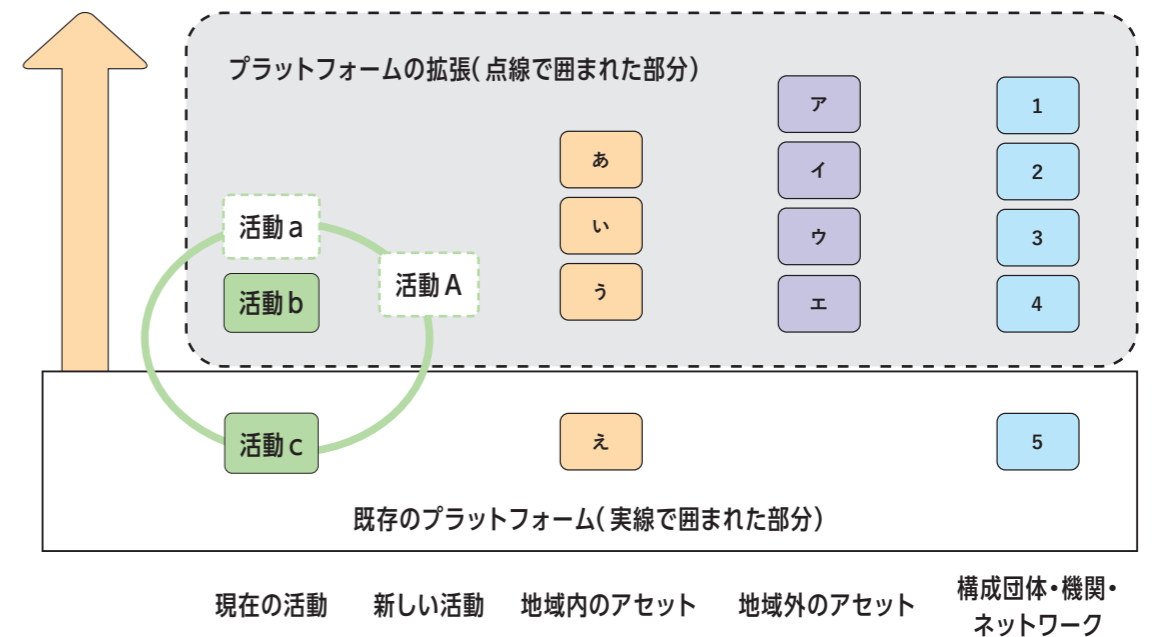 プラットフォームの拡張(点線で囲まれた部分)
ア
1
あ
イ
2
活動a
い
ウ
3
活動A
活動b
う
エ
4
活動c
え
5
既存のプラットフォーム(実線で囲まれた部分)
現在の活動
新しい活動
地域内のアセット
地域外のアセット
構成団体・機関・
ネットワーク